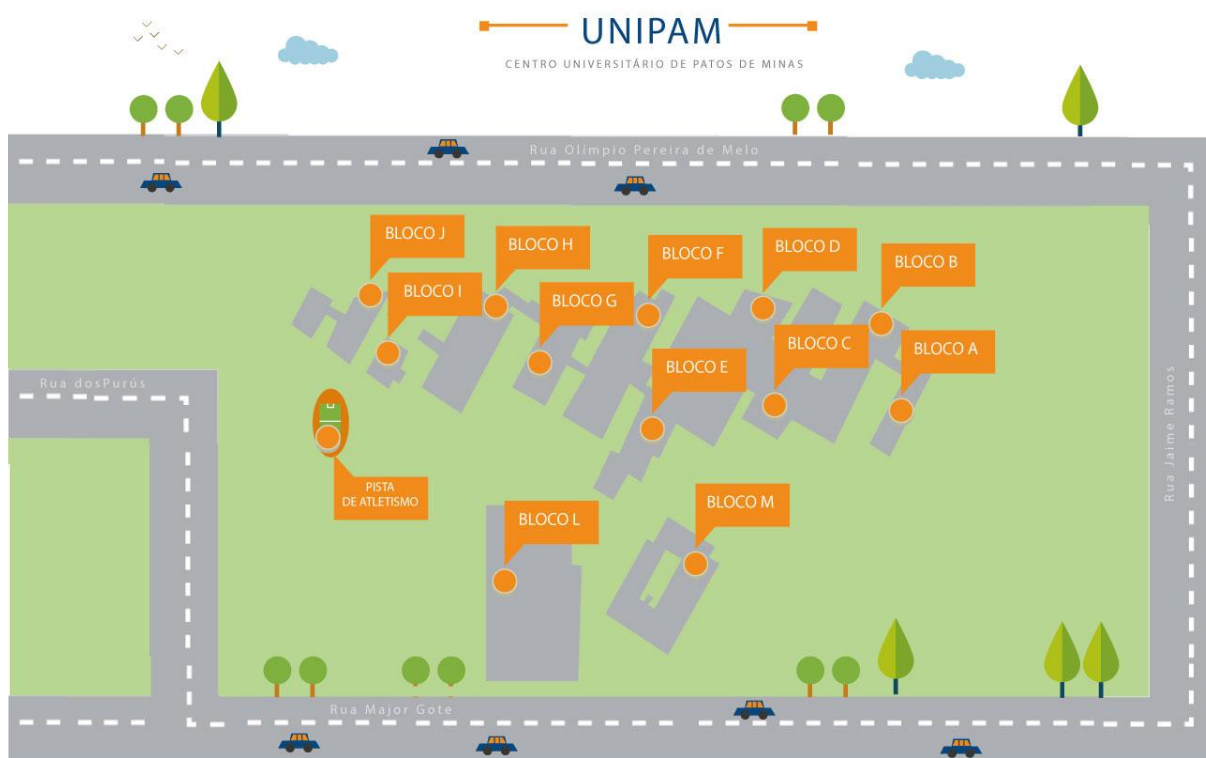 UNIPAM
CENTRO UNIVERSITÁRIO DE PATOS DE MINAS
Rua Olímpio Pereira de Melo
BLOCO J
BLOCO H
BLOCO F
BLOCO D
BLOCO B
BLOCO I
BLOCO G
BLOCO C
BLOCO A
BLOCO E
Rua dosPurús
Rua Jaime Ramos
PISTA
DE ATLETISMO
BLOCO M
BLOCO L
Rua Major Gote